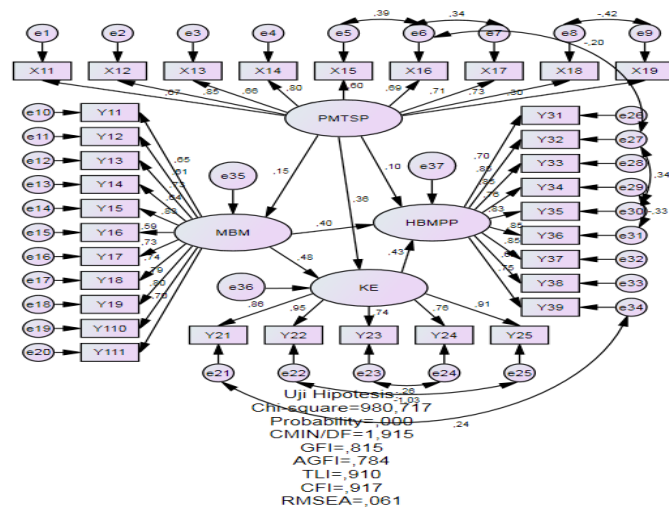 ,39 ,34 -,42
e1 e2 e3 e4 e5 e6 e7 e8 e9
-,20
X11 X12 X13 X14 X15 X16 X17 X18 X19
,67 ,85 ,66 ,80 ,60 ,69 ,71 ,73 ,80
PMTSP
e10 Y11
e11 Y12
e12 Y13
e13 Y14
e14 Y15
e15 Y16
e16 Y17
e17 Y18
e18 Y19
e19 Y110
e20 Y111
,65
,61
,73
,64
,59
,73
,74
,79
,80
,70
e35
MBM
,15 ,36 ,10
,40
,48
,43
e37
HBMPP
e36
KE
Y31 e26
Y32 e27
Y33 e28
Y34 e29
Y35 e30
Y36 e31
Y37 e32
Y38 e33
Y39 e34
,70
,76
,83
,85
,85
,75
,34
-,33
,86 ,95 ,74 ,76 ,91
Y21 Y22 Y23 Y24 Y25
e21 e22 e23 e24 e25
,24
Uji Hipotesis
Chi-square=980,717
Probability=,000
CMIN/DF=1,915
GFI=,815
AGFI=,784
TLI=,910
CFI=,917
RMSEA=,061